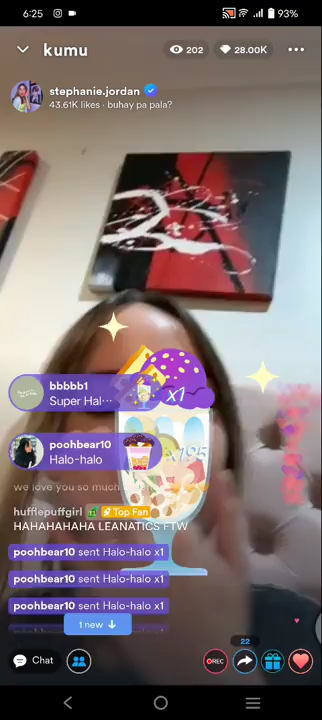 6:25
93%
kumu
202
28.00K
stephanie.jordan
43.61K likes · buhay pa pala?
bbbbb1
Super Hal···
x1
poohbear10
Halo-halo
x195
we love you so much
hufflepuffgirl Top Fan
HAHAHAHAHA LEANATICS FTW
poohbear10 sent Halo-halo x1
poohbear10 sent Halo-halo x1
poohbear10 sent Halo-halo x1
1 new ↓
22
Chat
REC